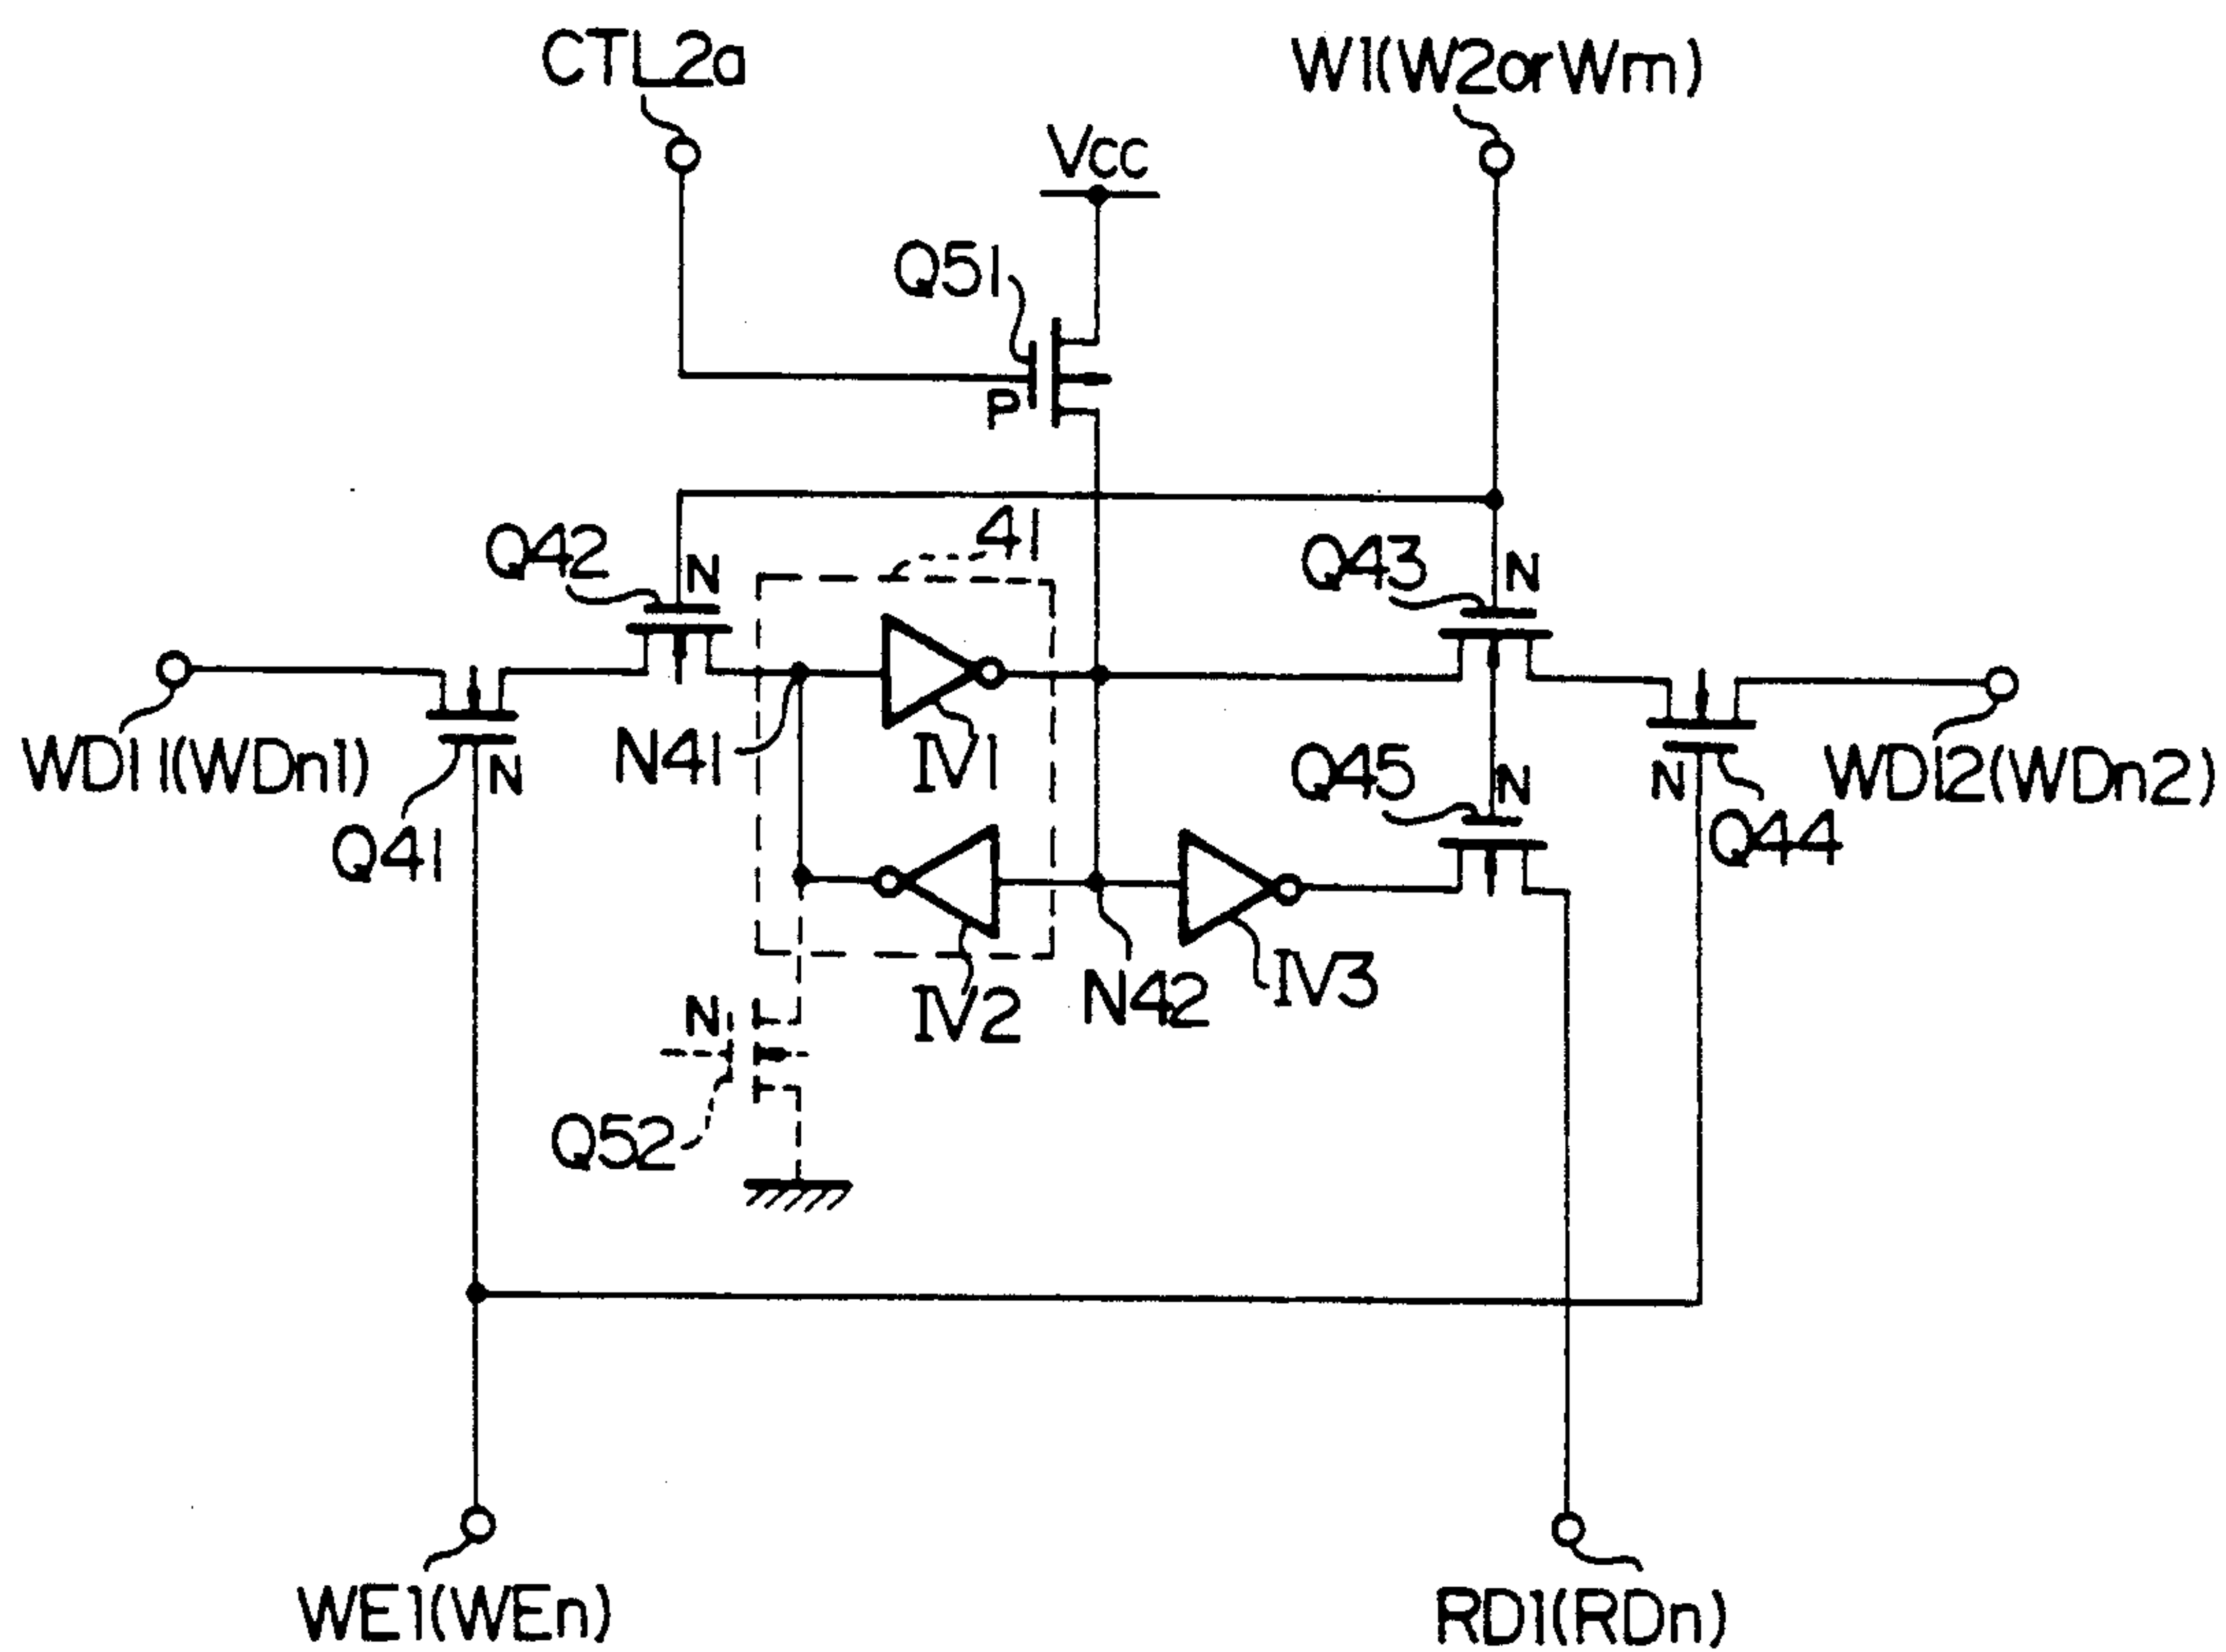 CTL2a
W1(W2orWm)
Vcc
Q51
P
41
Q42
N
Q43
N
WD11(WDn1)
N
Q41
N41
IV1
Q45
N
N
Q44
WD12(WDn2)
IV2
N42
IV3
N
Q52
WE1(WEn)
RD1(RDn)